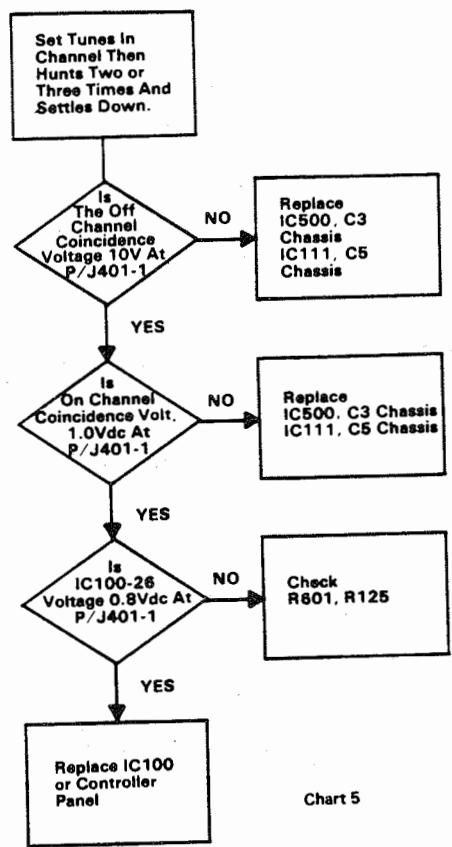 Set Tunes In
Channel Then
Hunts Two or
Three Times And
Settles Down.
Is
The Off
Channel
Coincidence
Voltage 10V At
P/J401-1
NO
Replace
IC500, C3
Chassis
IC111, C5
Chassis
YES
Is
On Channel
Coincidence Volt.
1.0Vdc At
P/J401-1
NO
Replace
IC500, C3 Chassis
IC111, C5 Chassis
YES
Is
IC100-26
Voltage 0.8Vdc At
P/J401-1
NO
Check
R601, R125
YES
Replace IC100
or Controller
Panel
Chart 5